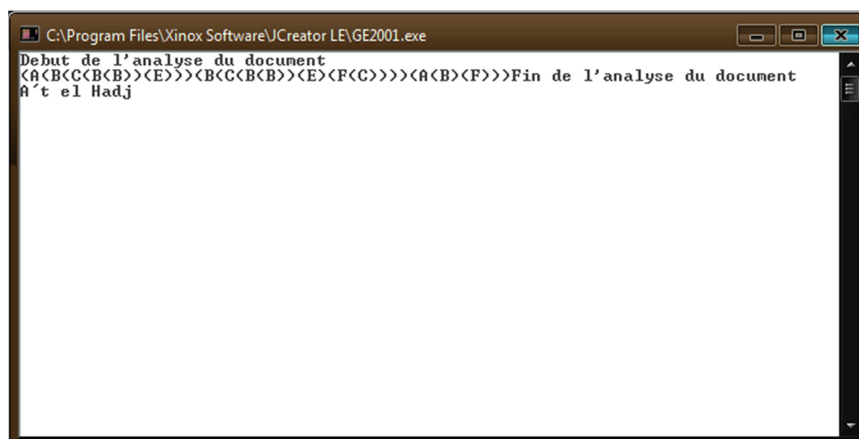 C:\Program Files\Xinox Software\JCreator LE\GE2001.exe
Debut de l'analyse du document
(A(B(C(B(B))(E)))(B(C(B(B))(E)(F(C))))(A(B)(F)))Fin de l'analyse du document
A´t el Hadj